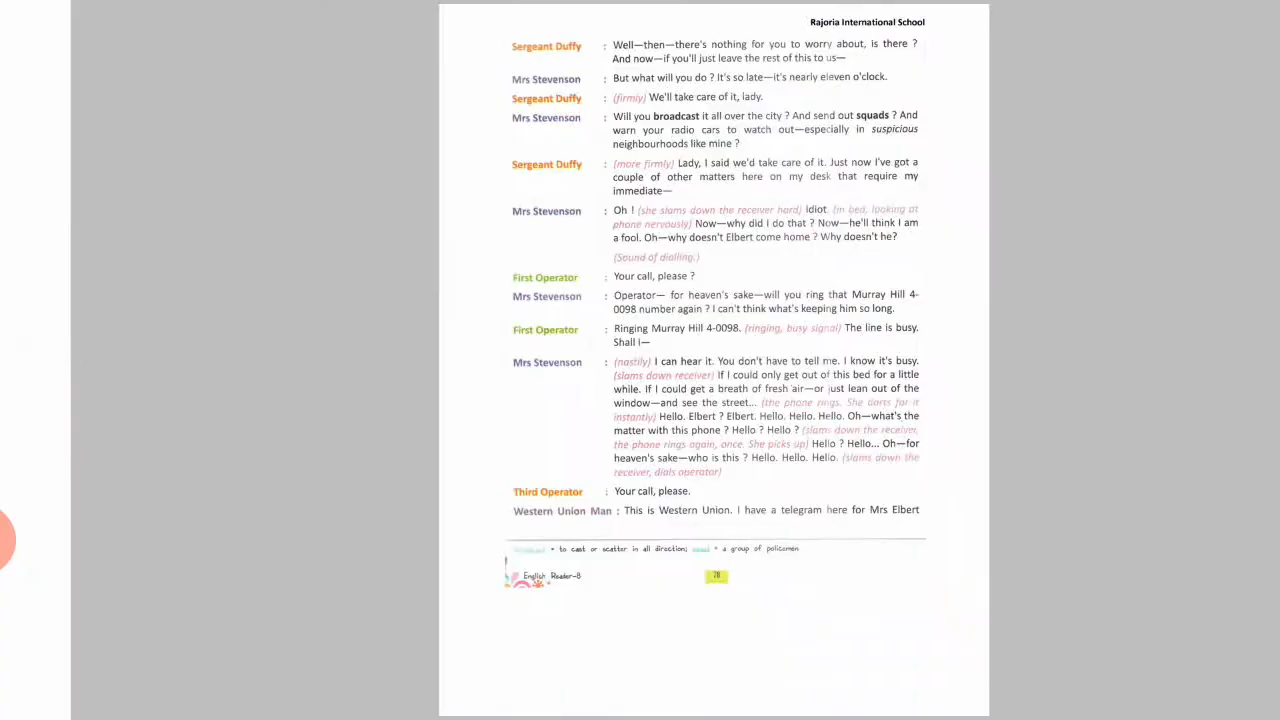 Rajoria International School
Sergeant Duffy : Well—then—there's nothing for you to worry about, is there ?
And now—if you'll just leave the rest of this to us—
Mrs Stevenson : But what will you do ? It's so late—it's nearly eleven o'clock.
Sergeant Duffy : (firmly) We'll take care of it, lady.
Mrs Stevenson : Will you broadcast it all over the city ? And send out squads ? And
warn your radio cars to watch out—especially in suspicious
neighbourhoods like mine ?
Sergeant Duffy : (more firmly) Lady, I said we'd take care of it. Just now I've got a
couple of other matters here on my desk that require my
immediate—
Mrs Stevenson : Oh ! (she slams down the receiver hard) Idiot. (in bed, looking at
phone nervously) Now—why did I do that ? Now—he'll think I am
a fool. Oh—why doesn't Elbert come home ? Why doesn't he?
(Sound of dialling.)
First Operator : Your call, please ?
Mrs Stevenson : Operator— for heaven's sake—will you ring that Murray Hill 4-
0098 number again ? I can't think what's keeping him so long.
First Operator : Ringing Murray Hill 4-0098. (ringing, busy signal) The line is busy.
Shall I—
Mrs Stevenson : (nastily) I can hear it. You don't have to tell me. I know it's busy.
(slams down receiver) If I could only get out of this bed for a little
while. If I could get a breath of fresh air—or just lean out of the
window—and see the street... (the phone rings. She darts for it
instantly) Hello. Elbert ? Elbert. Hello. Hello. Hello. Oh—what's the
matter with this phone ? Hello ? Hello ? (slams down the receiver,
the phone rings again, once. She picks up) Hello ? Hello... Oh—for
heaven's sake—who is this ? Hello. Hello. Hello. (slams down the
receiver, dials operator)
Third Operator : Your call, please.
Western Union Man : This is Western Union. I have a telegram here for Mrs Elbert
broadcast = to cast or scatter in all direction; squad = a group of policemen
English Reader-8
78